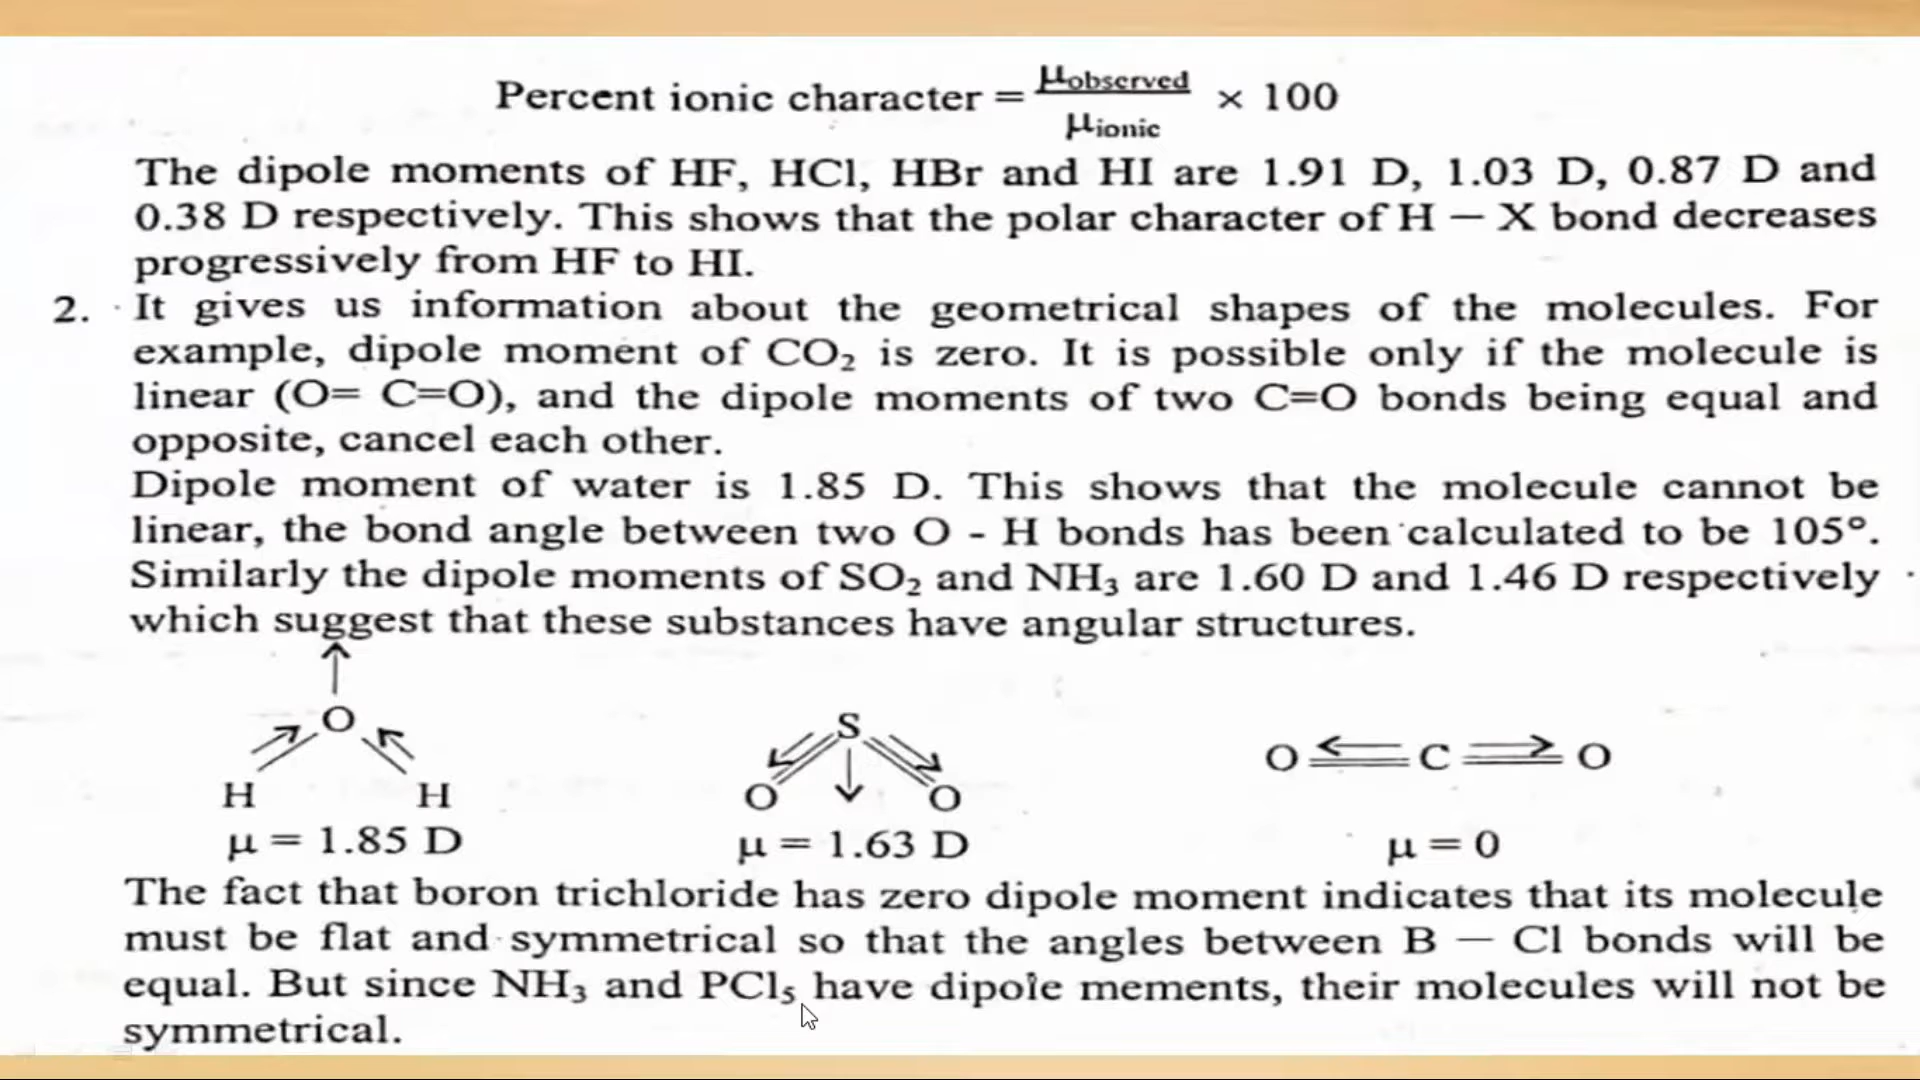 Percent ionic character = μobserved / μionic × 100
The dipole moments of HF, HCl, HBr and HI are 1.91 D, 1.03 D, 0.87 D and
0.38 D respectively. This shows that the polar character of H — X bond decreases
progressively from HF to HI.
2. It gives us information about the geometrical shapes of the molecules. For
example, dipole moment of CO₂ is zero. It is possible only if the molecule is
linear (O= C=O), and the dipole moments of two C=O bonds being equal and
opposite, cancel each other.
Dipole moment of water is 1.85 D. This shows that the molecule cannot be
linear, the bond angle between two O - H bonds has been calculated to be 105°.
Similarly the dipole moments of SO₂ and NH₃ are 1.60 D and 1.46 D respectively
which suggest that these substances have angular structures.
O
H H
μ = 1.85 D
S
O O
μ = 1.63 D
O C O
μ = 0
The fact that boron trichloride has zero dipole moment indicates that its molecule
must be flat and symmetrical so that the angles between B — Cl bonds will be
equal. But since NH₃ and PCl₅ have dipole mements, their molecules will not be
symmetrical.